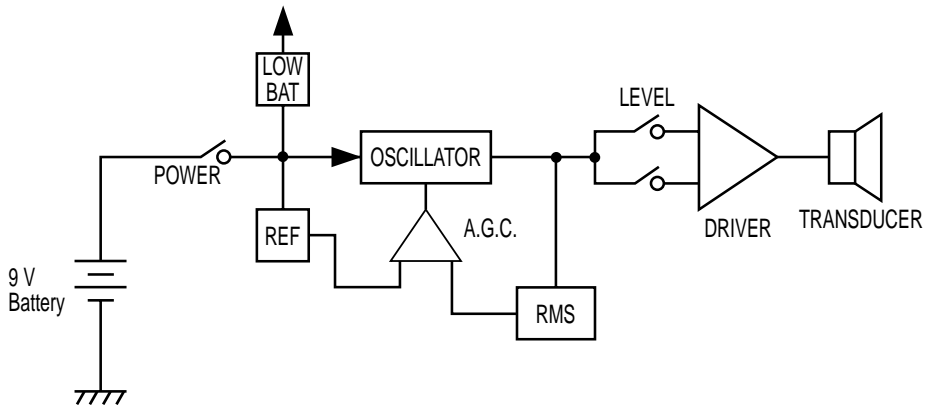 LOW
BAT
LEVEL
OSCILLATOR
POWER
REF
A.G.C.
DRIVER
TRANSDUCER
9 V
Battery
RMS